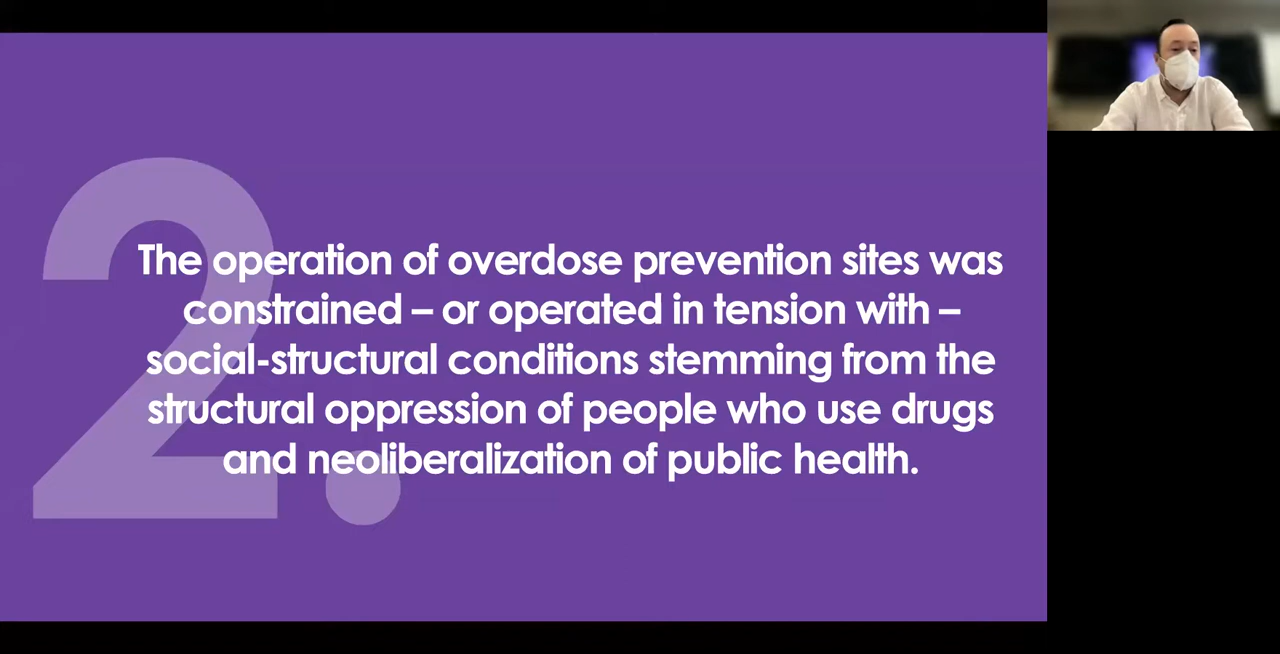 2.
The operation of overdose prevention sites was
constrained – or operated in tension with –
social-structural conditions stemming from the
structural oppression of people who use drugs
and neoliberalization of public health.